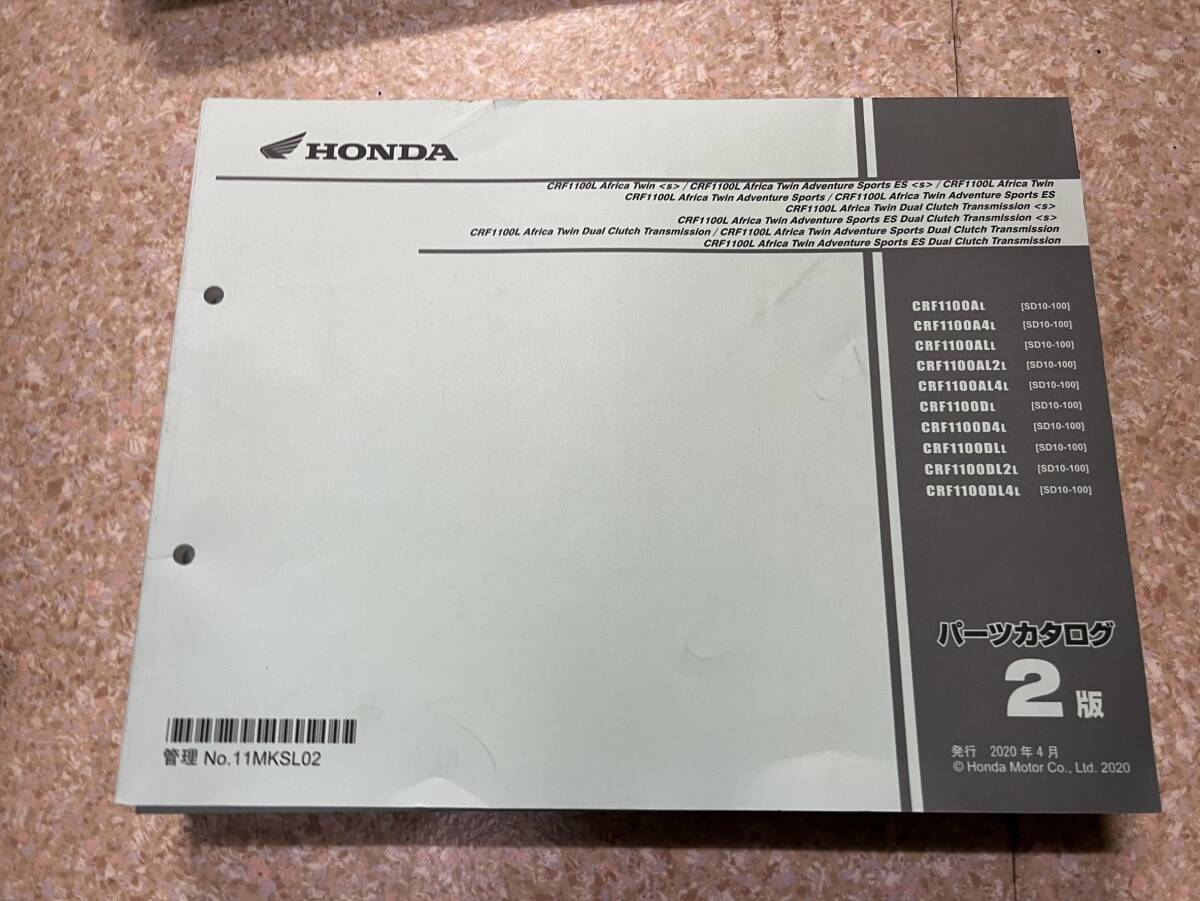 HONDA
CRF1100L Africa Twin <s> / CRF1100L Africa Twin Adventure Sports ES <s> / CRF1100L Africa Twin
CRF1100L Africa Twin Adventure Sports / CRF1100L Africa Twin Adventure Sports ES
CRF1100L Africa Twin Dual Clutch Transmission <s>
CRF1100L Africa Twin Adventure Sports ES Dual Clutch Transmission <s>
CRF1100L Africa Twin Dual Clutch Transmission / CRF1100L Africa Twin Adventure Sports Dual Clutch Transmission
CRF1100L Africa Twin Adventure Sports ES Dual Clutch Transmission
CRF1100AL [SD10-100]
CRF1100A4L [SD10-100]
CRF1100ALL [SD10-100]
CRF1100AL2L [SD10-100]
CRF1100AL4L [SD10-100]
CRF1100DL [SD10-100]
CRF1100D4L [SD10-100]
CRF1100DLL [SD10-100]
CRF1100DL2L [SD10-100]
CRF1100DL4L [SD10-100]
パーツカタログ
2版
発行 2020年4月
© Honda Motor Co., Ltd. 2020
管理 No.11MKSL02